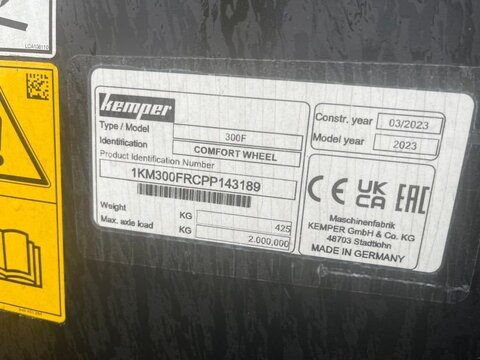 LCA108110
kemper
Type / Model 300F
Identification COMFORT WHEEL
Product Identification Number
1KM300FRCPP143189
Weight KG 425
Max. axle load KG 2.000,000
Constr. year 03/2023
Model year 2023
CE UK CA EAC
Maschinenfabrik
KEMPER GmbH & Co. KG
48703 Stadtlohn
MADE IN GERMANY